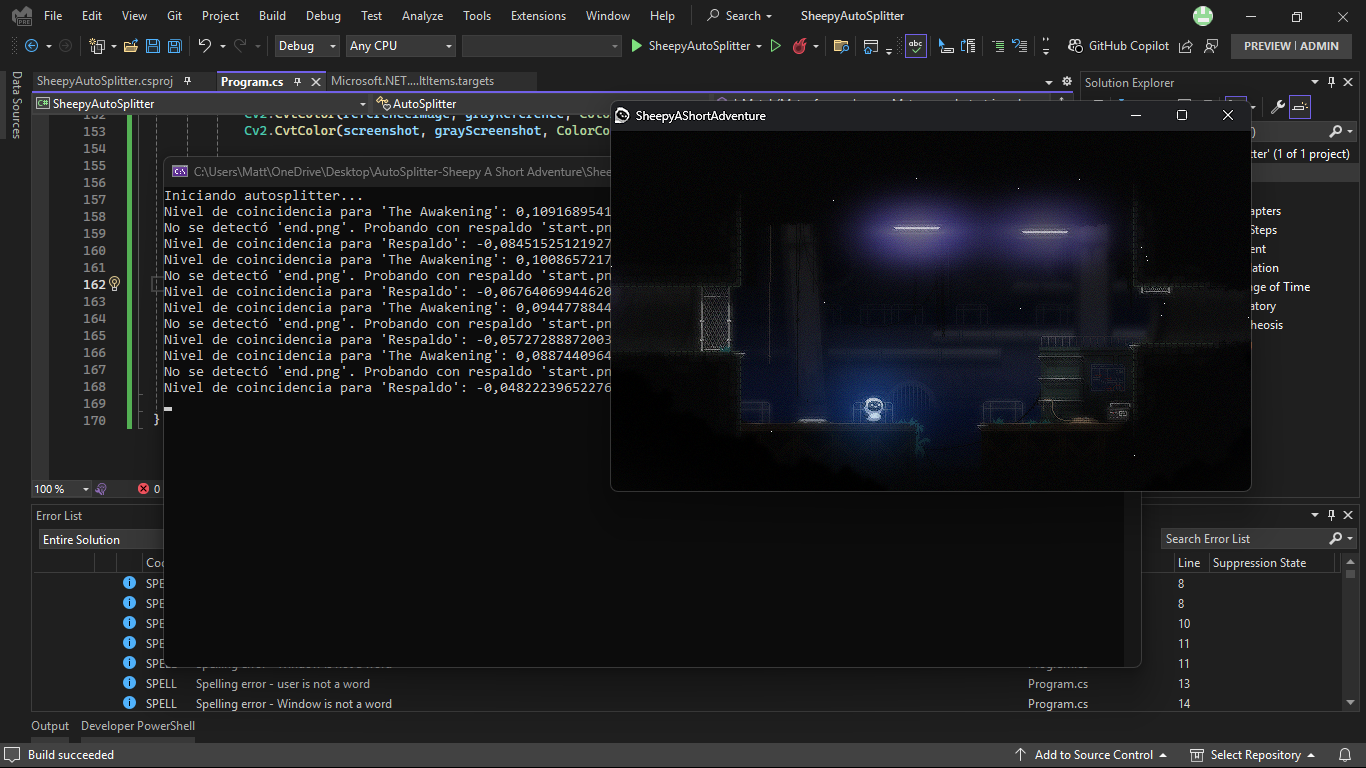 File Edit View Git Project Build Debug Test Analyze Tools Extensions Window Help Search SheepyAutoSplitter
Debug Any CPU SheepyAutoSplitter GitHub Copilot PREVIEW | ADMIN
Data Sources
SheepyAutoSplitter.csproj Program.cs Microsoft.NET....ltItems.targets
Solution Explorer
SheepyAutoSplitter AutoSplitter
SheepyAShortAdventure
153 Cv2.CvtColor(screenshot, grayScreenshot, ColorCo
154
155
156
157
158
159
160
161
162
163
164
165
166
167
168
169
170 }
C:\Users\Matt\OneDrive\Desktop\AutoSplitter-Sheepy A Short Adventure\Shee
Iniciando autosplitter...
Nivel de coincidencia para 'The Awakening': 0,1091689541
No se detectó 'end.png'. Probando con respaldo 'start.pn
Nivel de coincidencia para 'Respaldo': -0,08451525121927
Nivel de coincidencia para 'The Awakening': 0,1008657217
No se detectó 'end.png'. Probando con respaldo 'start.pn
Nivel de coincidencia para 'Respaldo': -0,06764069944620
Nivel de coincidencia para 'The Awakening': 0,0944778844
No se detectó 'end.png'. Probando con respaldo 'start.pn
Nivel de coincidencia para 'Respaldo': -0,05727288872003
Nivel de coincidencia para 'The Awakening': 0,0887440964
No se detectó 'end.png'. Probando con respaldo 'start.pn
Nivel de coincidencia para 'Respaldo': -0,04822239652276
tter' (1 of 1 project)
apters
Steps
ent
ation
nge of Time
atory
heosis
100 % 0
Error List
Entire Solution
Search Error List
Coc Line Suppression State
SPE 8
SPE 8
SPE 10
SPE 11
SPE 11
SPELL Spelling error - user is not a word Program.cs 13
SPELL Spelling error - Window is not a word Program.cs 14
Output Developer PowerShell
Build succeeded Add to Source Control Select Repository